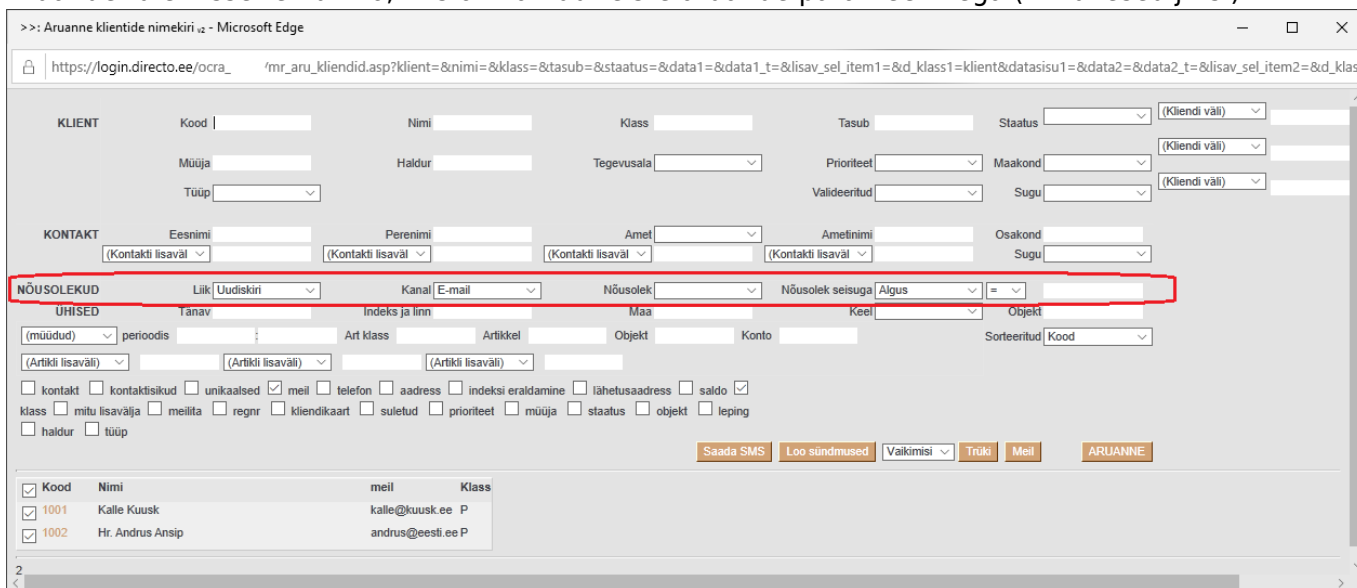 >>: Aruanne klientide nimekiri v2 - Microsoft Edge
https://login.directo.ee/ocra_ /mr_aru_kliendid.asp?klient=&nimi=&klass=&tasub=&staatus=&data1=&data1_t=&lisav_sel_item1=&d_klass1=klient&datasisu1=&data2=&data2_t=&lisav_sel_item2=&d_klas
KLIENT Kood Nimi Klass Tasub Staatus (Kliendi väli)
(Kliendi väli)
Müüja Haldur Tegevusala Prioriteet Maakond
(Kliendi väli)
Tüüp Valideeritud Sugu
KONTAKT Eesnimi Perenimi Amet Ametinimi Osakond
(Kontakti lisaväl (Kontakti lisaväl (Kontakti lisaväl (Kontakti lisaväl Sugu
NÕUSOLEKUD Liik Uudiskiri Kanal E-mail Nõusolek Nõusolek seisuga Algus =
ÜHISED Tänav Indeks ja linn Maa Keel Objekt
(müüdud) perioodis : Art klass Artikkel Objekt Konto Sorteeritud Kood
(Artikli lisaväli) (Artikli lisaväli) (Artikli lisaväli)
kontakt kontaktisikud unikaalsed meil telefon aadress indeksi eraldamine lähetusaadress saldo
klass mitu lisavälja meilita regnr kliendikaart suletud prioriteet müüja staatus objekt leping
haldur tüüp
Saada SMS Loo sündmused Vaikimisi Trüki Meil ARUANNE
Kood Nimi meil Klass
1001 Kalle Kuusk kalle@kuusk.ee P
1002 Hr. Andrus Ansip andrus@eesti.ee P
2